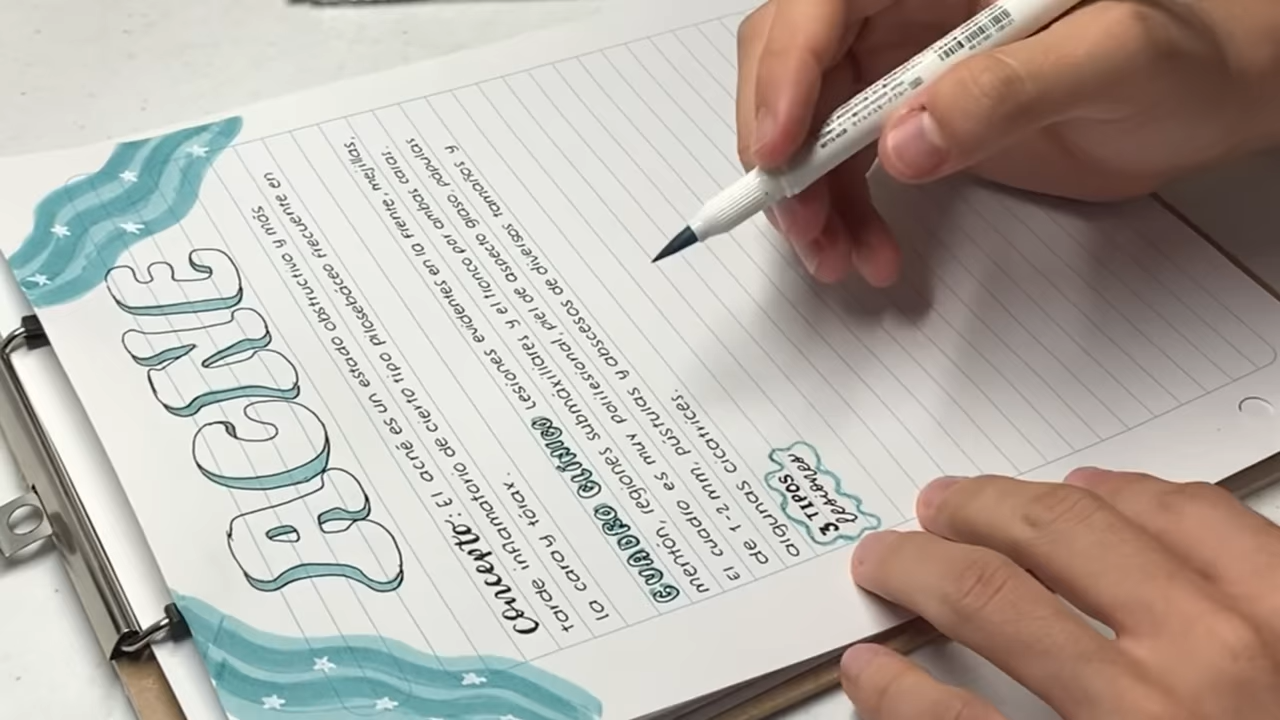 ACNE
Concepto: El acné es un estado obstructivo y más
tarde inflamatorio de cierto tipo pilosebáceo frecuente en
la cara y tórax.
CUADRO CLÍNICO Lesiones evidentes en la frente, mejillas,
mentón, regiones submaxiliares y el tronco por ambas caras.
El cuadro es muy polilesional, piel de aspecto graso, pápulas
de 1-2 mm, pústulas y abscesos de diversos tamaños y
algunas cicatrices.
3 TIPOS
lesiones